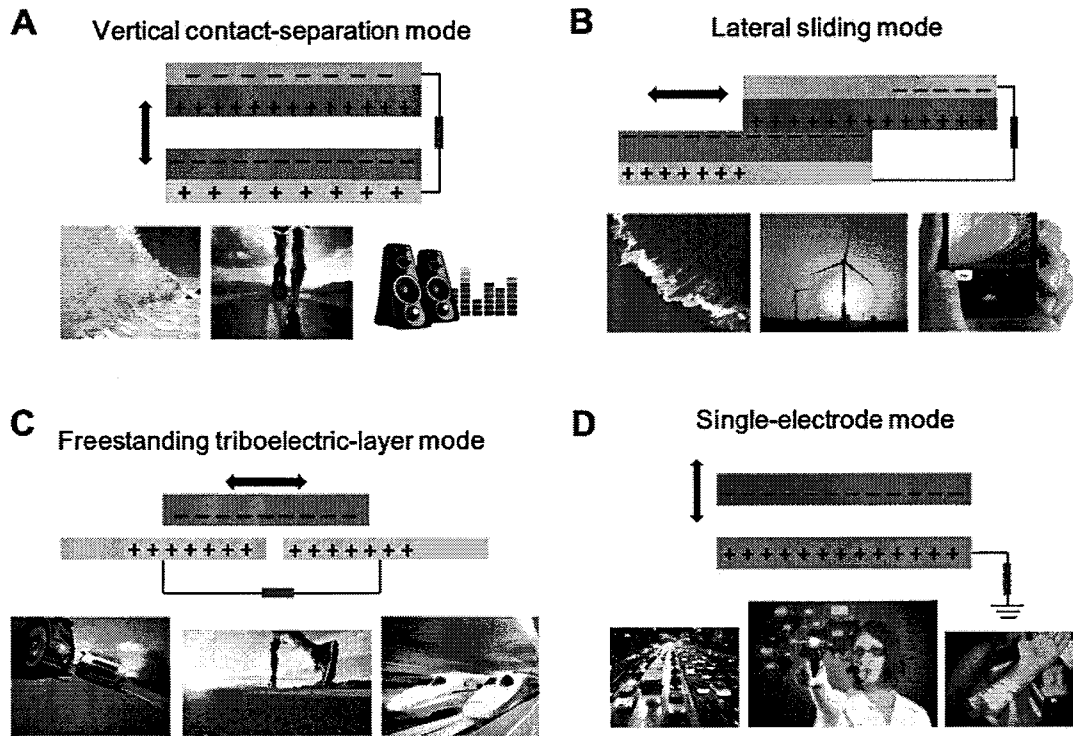 A
Vertical contact-separation mode
B
Lateral sliding mode
C
Freestanding triboelectric-layer mode
D
Single-electrode mode